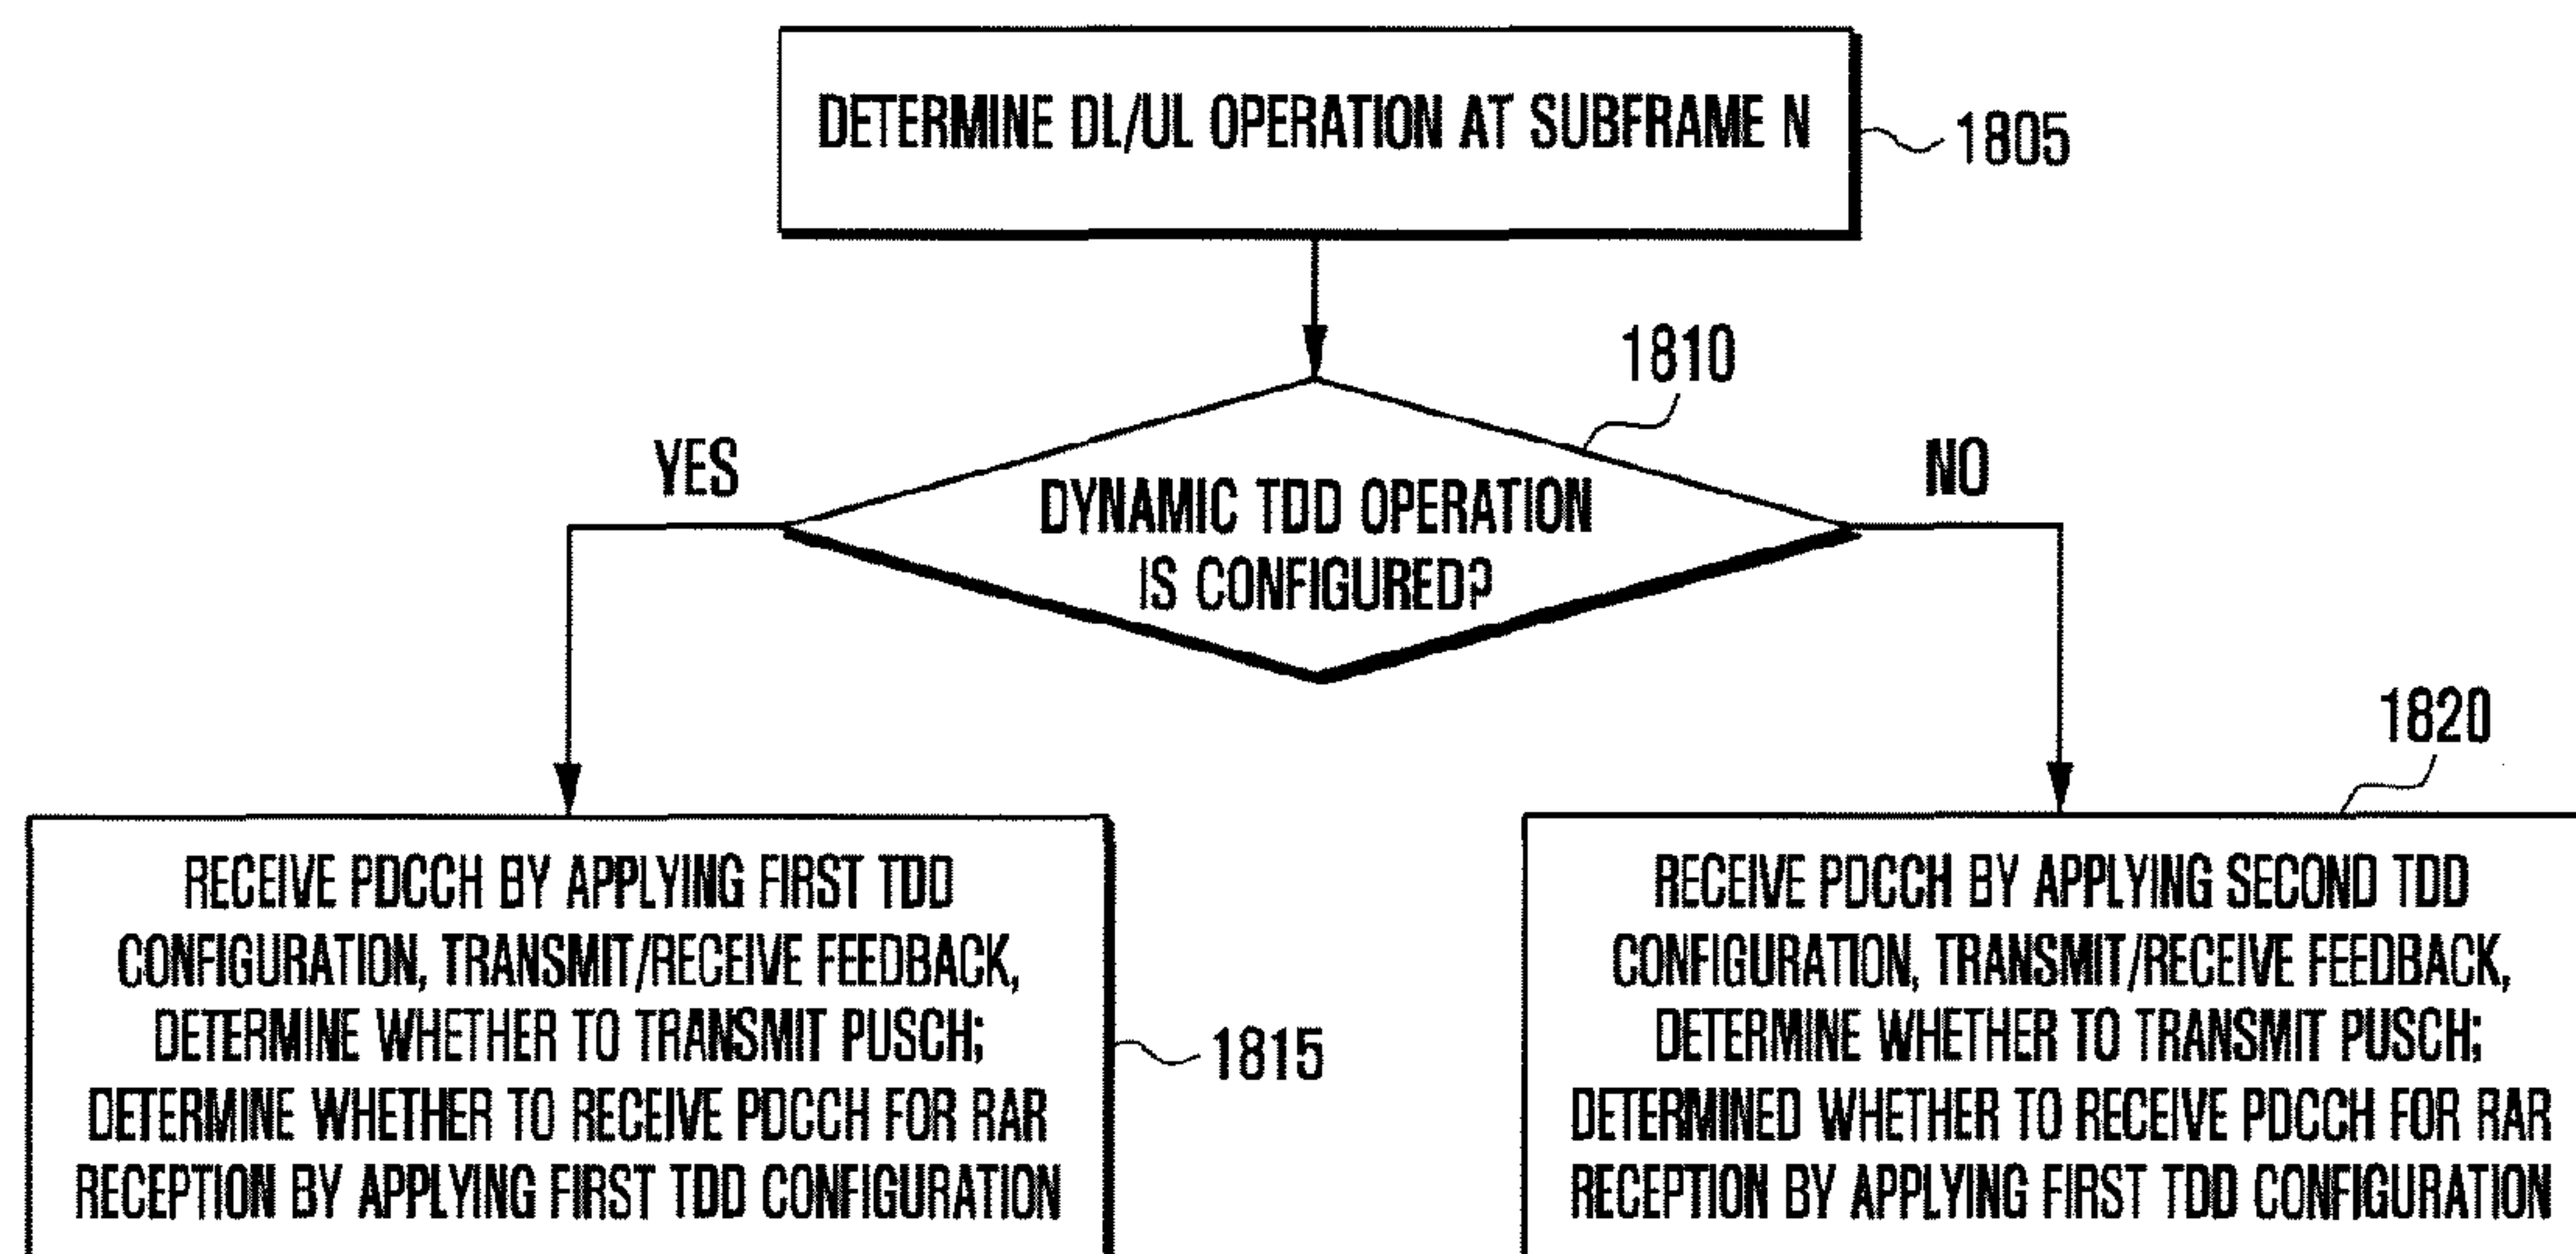 DETERMINE DL/UL OPERATION AT SUBFRAME N
1805
1810
YES
NO
DYNAMIC TDD OPERATION
IS CONFIGURED?
1820
RECEIVE PDCCH BY APPLYING FIRST TDD
CONFIGURATION, TRANSMIT/RECEIVE FEEDBACK,
DETERMINE WHETHER TO TRANSMIT PUSCH;
DETERMINE WHETHER TO RECEIVE PDCCH FOR RAR
RECEPTION BY APPLYING FIRST TDD CONFIGURATION
1815
RECEIVE PDCCH BY APPLYING SECOND TDD
CONFIGURATION, TRANSMIT/RECEIVE FEEDBACK,
DETERMINE WHETHER TO TRANSMIT PUSCH;
DETERMINED WHETHER TO RECEIVE PDCCH FOR RAR
RECEPTION BY APPLYING FIRST TDD CONFIGURATION